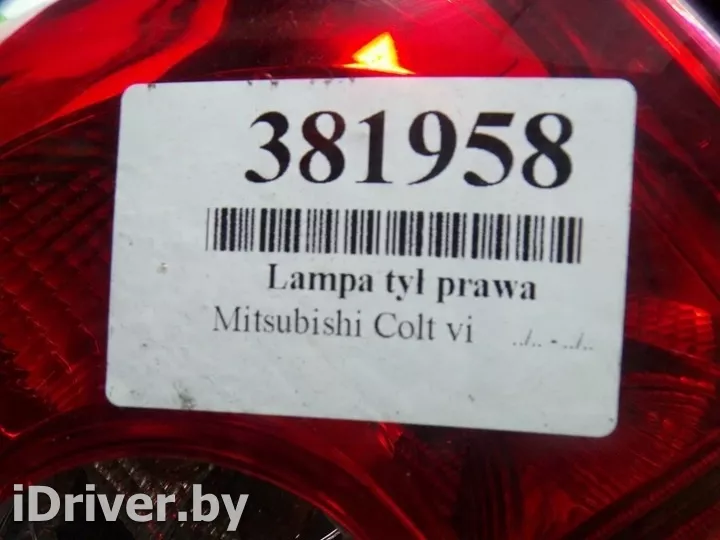 381958
Lampa tył prawa
Mitsubishi Colt vi ../.. - ../..
iDriver.by